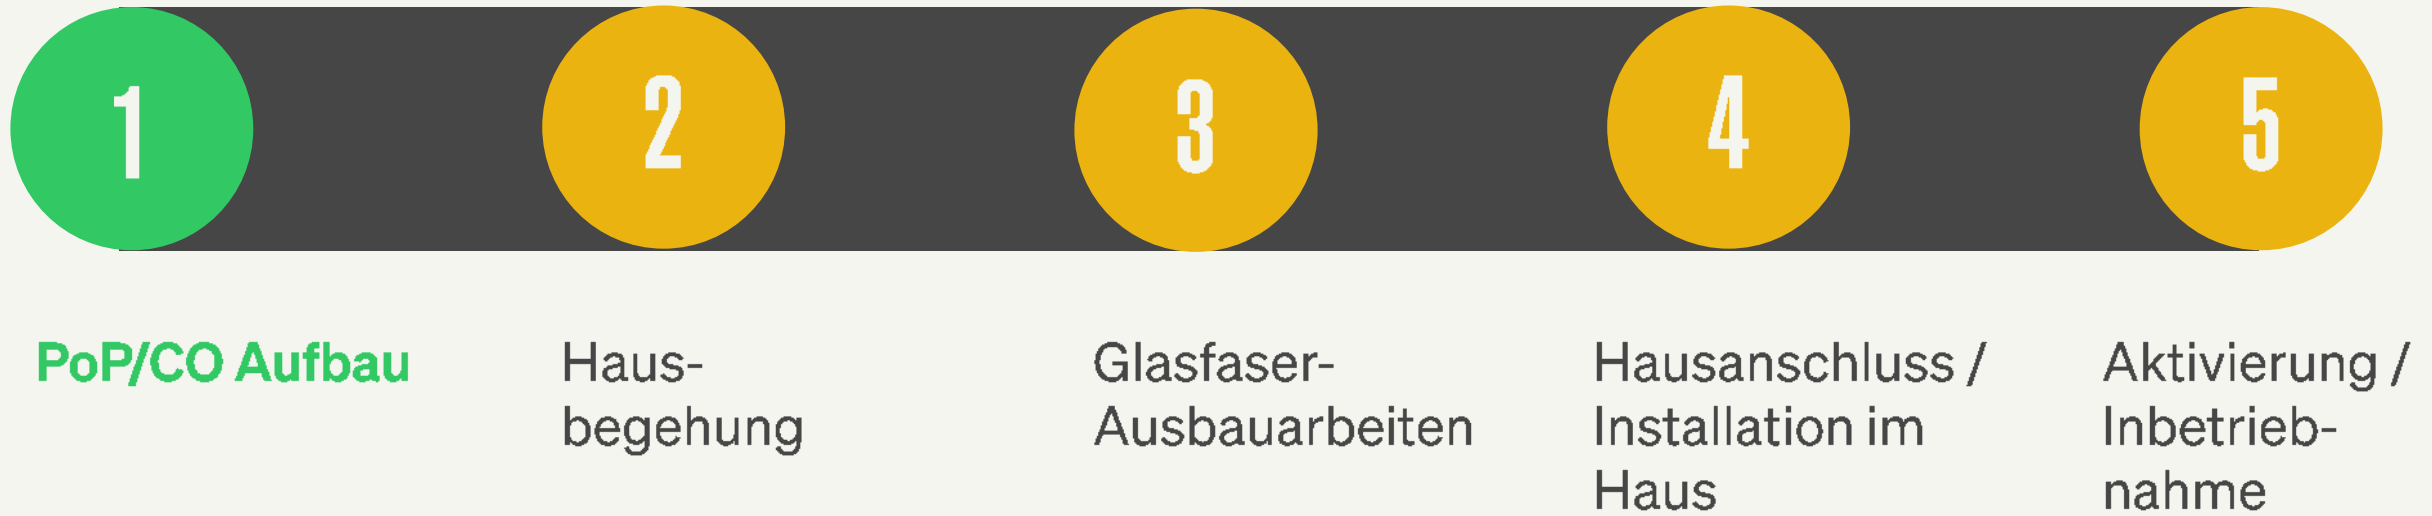 1
2
3
4
5
PoP/CO Aufbau
Haus-
begehung
Glasfaser-
Ausbauarbeiten
Hausanschluss /
Installation im
Haus
Aktivierung /
Inbetrieb-
nahme